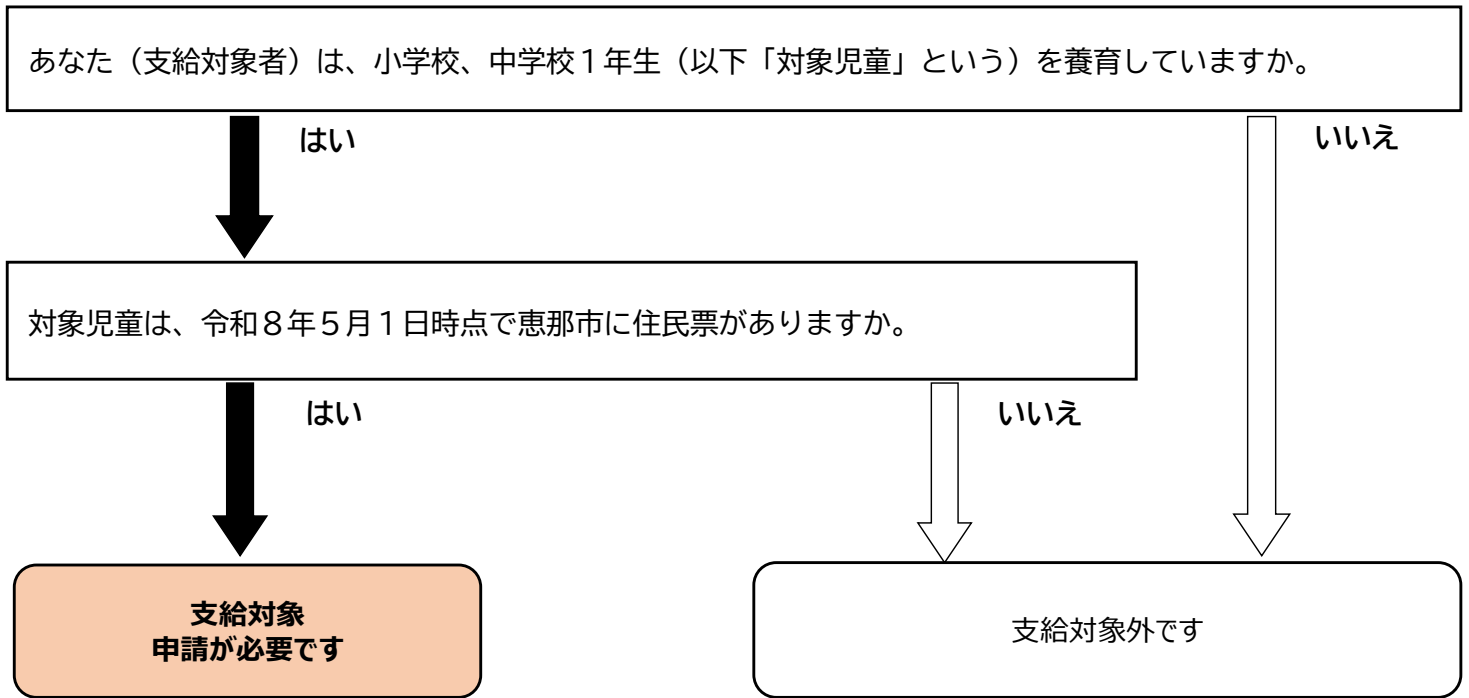 あなた（支給対象者）は、小学校、中学校１年生（以下「対象児童」という）を養育していますか。
はい
いいえ
対象児童は、令和８年５月１日時点で恵那市に住民票がありますか。
はい
いいえ
支給対象
申請が必要です
支給対象外です